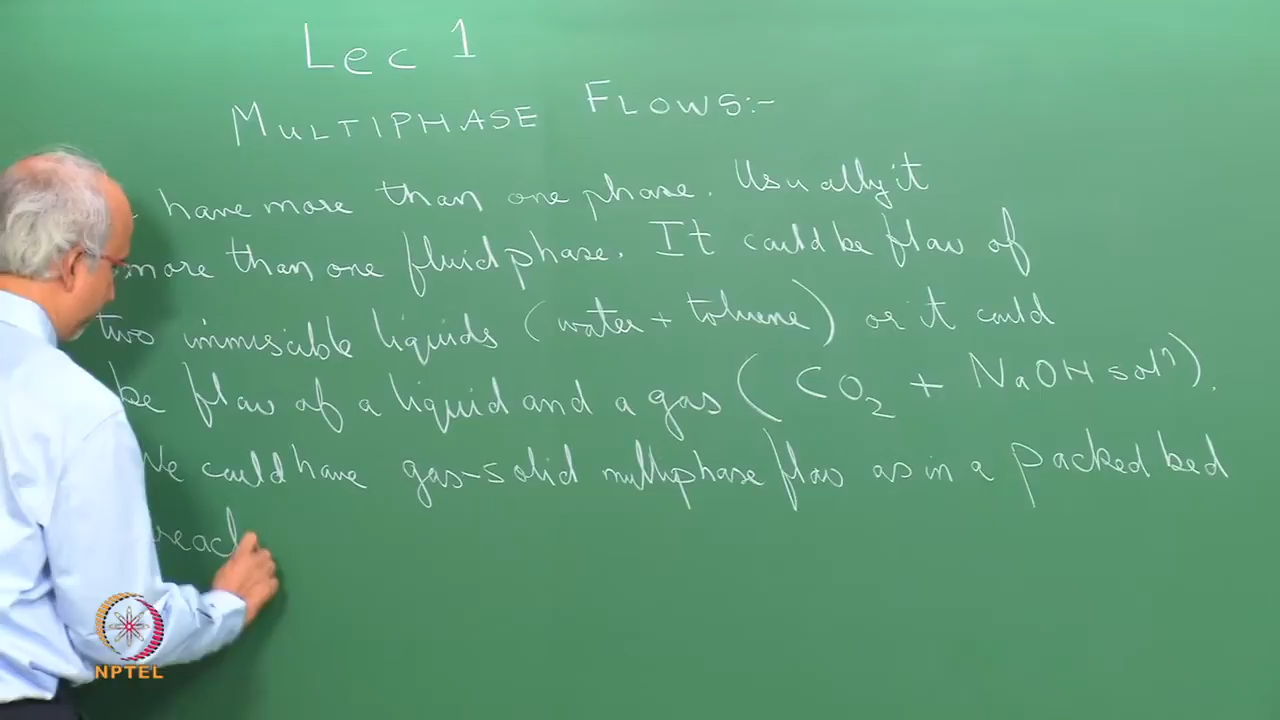 Lec 1
MULTIPHASE FLOWS:-
have more than one phase. Usually it
more than one fluid phase. It could be flow of
two immiscible liquids (water + toluene) or it could
be flow of a liquid and a gas (CO2 + NaOH solⁿ).
We could have gas-solid multiphase flow as in a packed bed
react
NPTEL